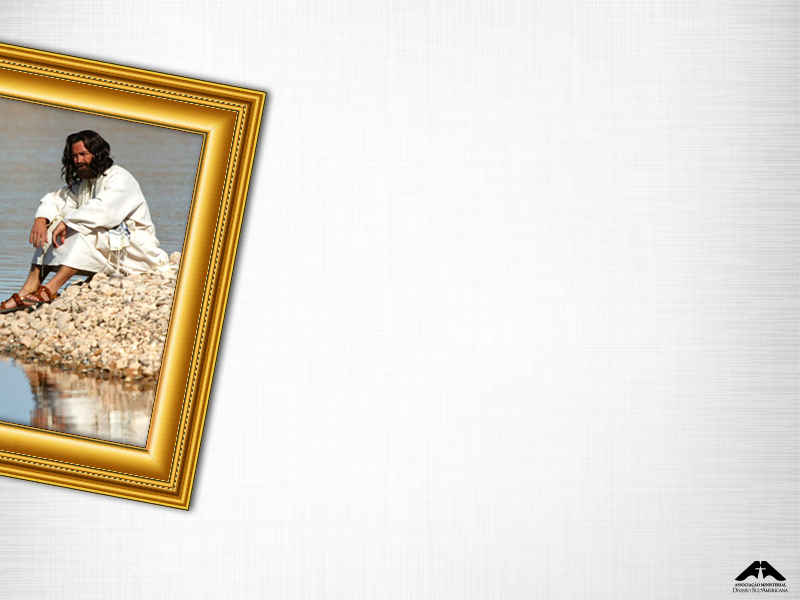 ASSOCIAÇÃO MINISTERIAL
DIVISÃO SUL-AMERICANA